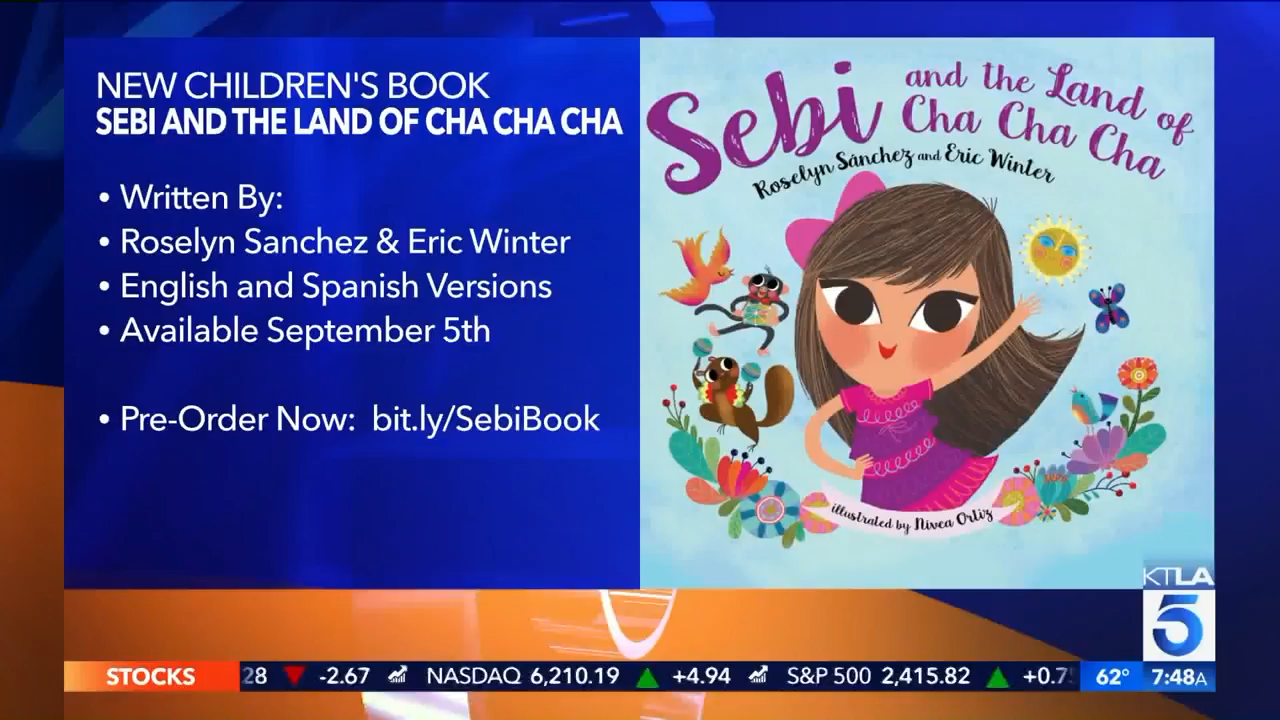 NEW CHILDREN'S BOOK
SEBI AND THE LAND OF CHA CHA CHA
• Written By:
• Roselyn Sanchez & Eric Winter
• English and Spanish Versions
• Available September 5th
• Pre-Order Now: bit.ly/SebiBook
Sebi and the Land of
Cha Cha Cha
Roselyn Sánchez and Eric Winter
illustrated by Nivea Ortiz
KTLA
5
STOCKS 28 -2.67 NASDAQ 6,210.19 +4.94 S&P 500 2,415.82 +0.7 62° 7:48A